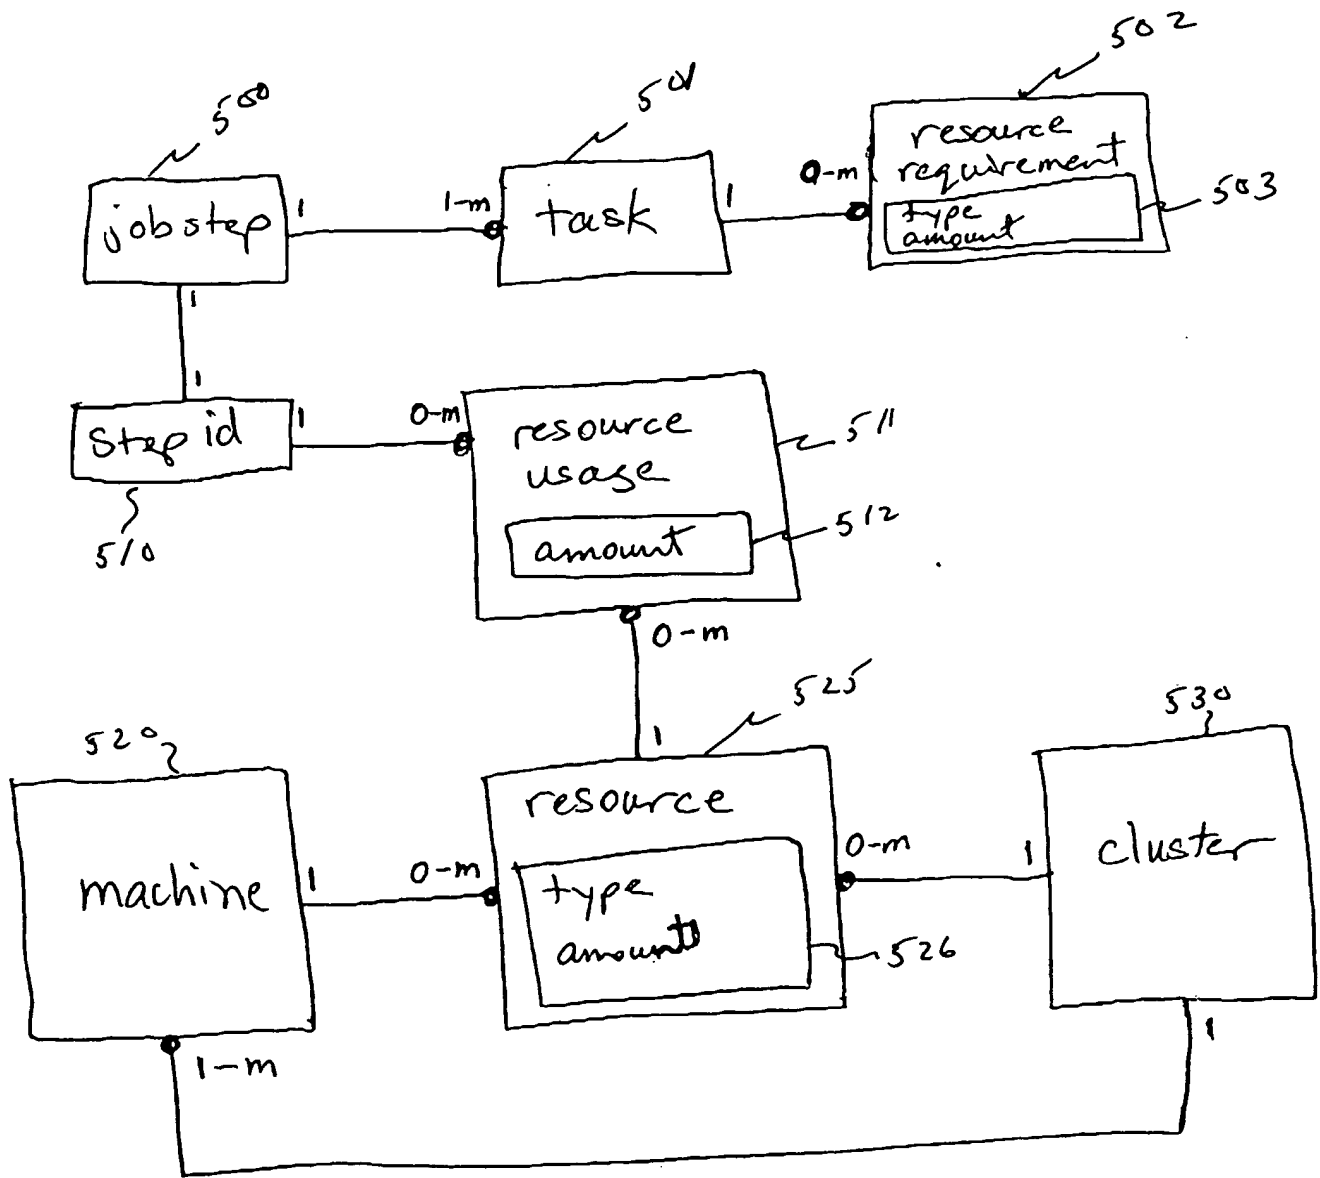 502
500
501
resource
requirement
0-m
type
amount
503
jobstep
1
1-m
task
1
1
1
step id
1
0-m
resource
usage
511
amount
512
510
0-m
525
530
520
1
resource
cluster
0-m
1
machine
1
0-m
type
amount
526
1-m
1